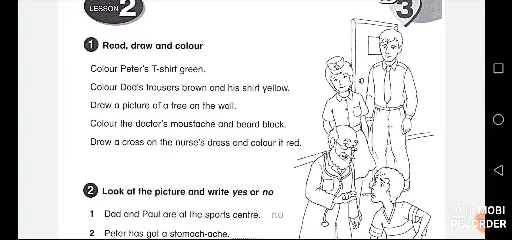 LESSON 2
3
1 Read, draw and colour
Colour Peter's T-shirt green.
Colour Dad's trousers brown and his shirt yellow.
Draw a picture of a tree on the wall.
Colour the doctor's moustache and beard black.
Draw a cross on the nurse's dress and colour it red.
2 Look at the picture and write yes or no
1 Dad and Paul are at the sports centre. no
2 Peter has got a stomach-ache.
MOBI
RECORDER